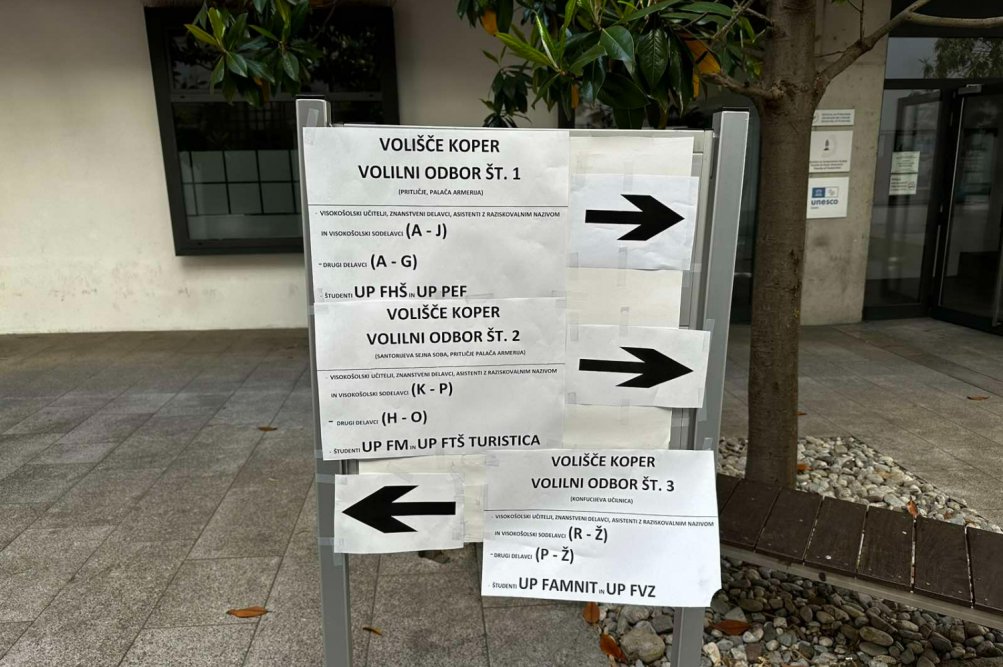 VOLIŠČE KOPER
VOLILNI ODBOR ŠT. 1
(PRITLIČJE, PALAČA ARMERIJA)
- VISOKOŠOLSKI UČITELJI, ZNANSTVENI DELAVCI, ASISTENTI Z RAZISKOVALNIM NAZIVOM
IN VISOKOŠOLSKI SODELAVCI (A - J)
- DRUGI DELAVCI (A - G)
- ŠTUDENTI UP FHŠ IN UP PEF
VOLIŠČE KOPER
VOLILNI ODBOR ŠT. 2
(SANTORIJEVA SEJNA SOBA, PRITLIČJE PALAČA ARMERIJA)
- VISOKOŠOLSKI UČITELJI, ZNANSTVENI DELAVCI, ASISTENTI Z RAZISKOVALNIM NAZIVOM
IN VISOKOŠOLSKI SODELAVCI (K - P)
- DRUGI DELAVCI (H - O)
- ŠTUDENTI UP FM IN UP FTŠ TURISTICA
VOLIŠČE KOPER
VOLILNI ODBOR ŠT. 3
(KONFUCIJEVA UČILNICA)
- VISOKOŠOLSKI UČITELJI, ZNANSTVENI DELAVCI, ASISTENTI Z RAZISKOVALNIM NAZIVOM
IN VISOKOŠOLSKI SODELAVCI (R - Ž)
- DRUGI DELAVCI (P - Ž)
- ŠTUDENTI UP FAMNIT IN UP FVZ
unesco